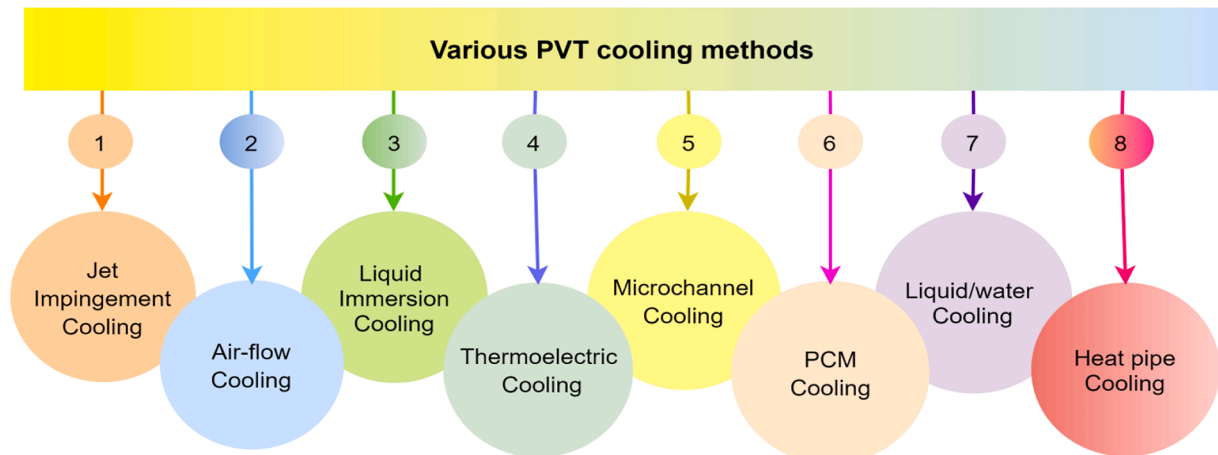 Various PVT cooling methods
1
2
3
4
5
6
7
8
Jet
Impingement
Cooling
Air-flow
Cooling
Liquid
Immersion
Cooling
Thermoelectric
Cooling
Microchannel
Cooling
PCM
Cooling
Liquid/water
Cooling
Heat pipe
Cooling